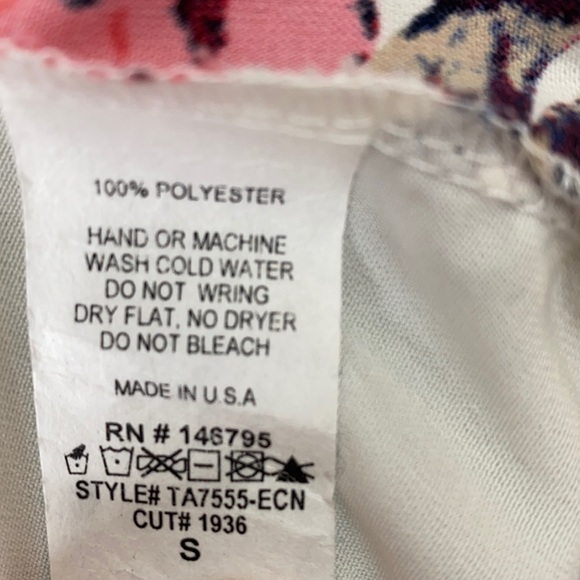 100% POLYESTER
HAND OR MACHINE
WASH COLD WATER
DO NOT WRING
DRY FLAT, NO DRYER
DO NOT BLEACH
MADE IN U.S.A
RN # 146795
STYLE# TA7555-ECN
CUT# 1936
S